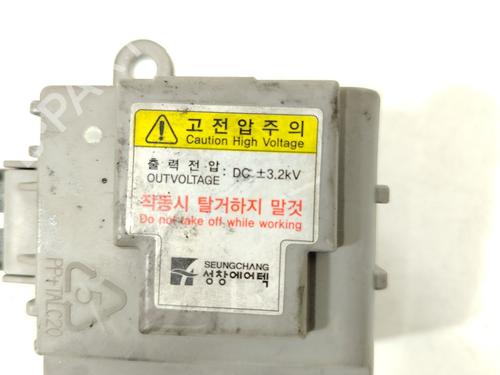 고전압주의
Caution High Voltage
출력전압: DC ±3.2kV
OUTVOLTAGE
작동시 탈거하지 말것
Do not take off while working
SEUNGCHANG
성창에어텍
PP+TALC20
5